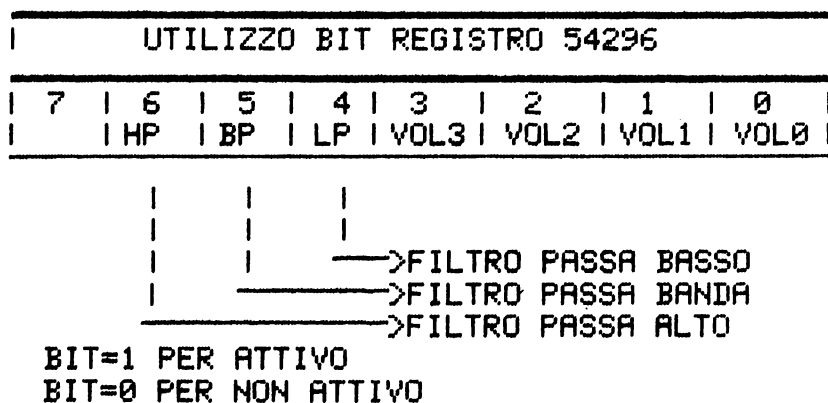 UTILIZZO BIT REGISTRO 54296
| 7 | 6 | 5 | 4 | 3 | 2 | 1 | 0 |
| | HP | BP | LP | VOL3 | VOL2 | VOL1 | VOL0 |
>FILTRO PASSA BASSO
>FILTRO PASSA BANDA
>FILTRO PASSA ALTO
BIT=1 PER ATTIVO
BIT=0 PER NON ATTIVO